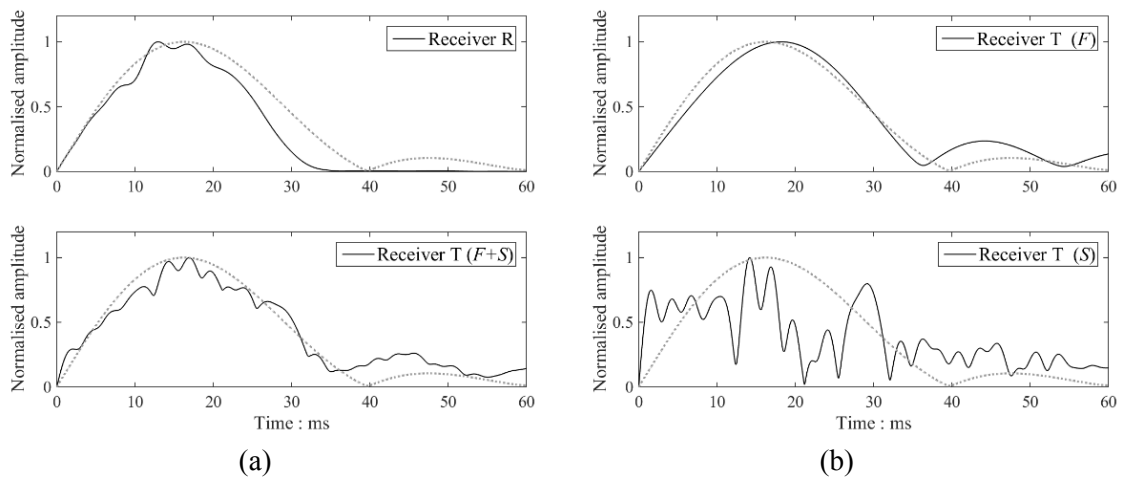 Normalised amplitude
1
0.5
0
Receiver R
0 10 20 30 40 50 60
Normalised amplitude
1
0.5
0
Receiver T (F+S)
0 10 20 30 40 50 60
Time : ms
(a)
Normalised amplitude
1
0.5
0
Receiver T (F)
0 10 20 30 40 50 60
Normalised amplitude
1
0.5
0
Receiver T (S)
0 10 20 30 40 50 60
Time : ms
(b)